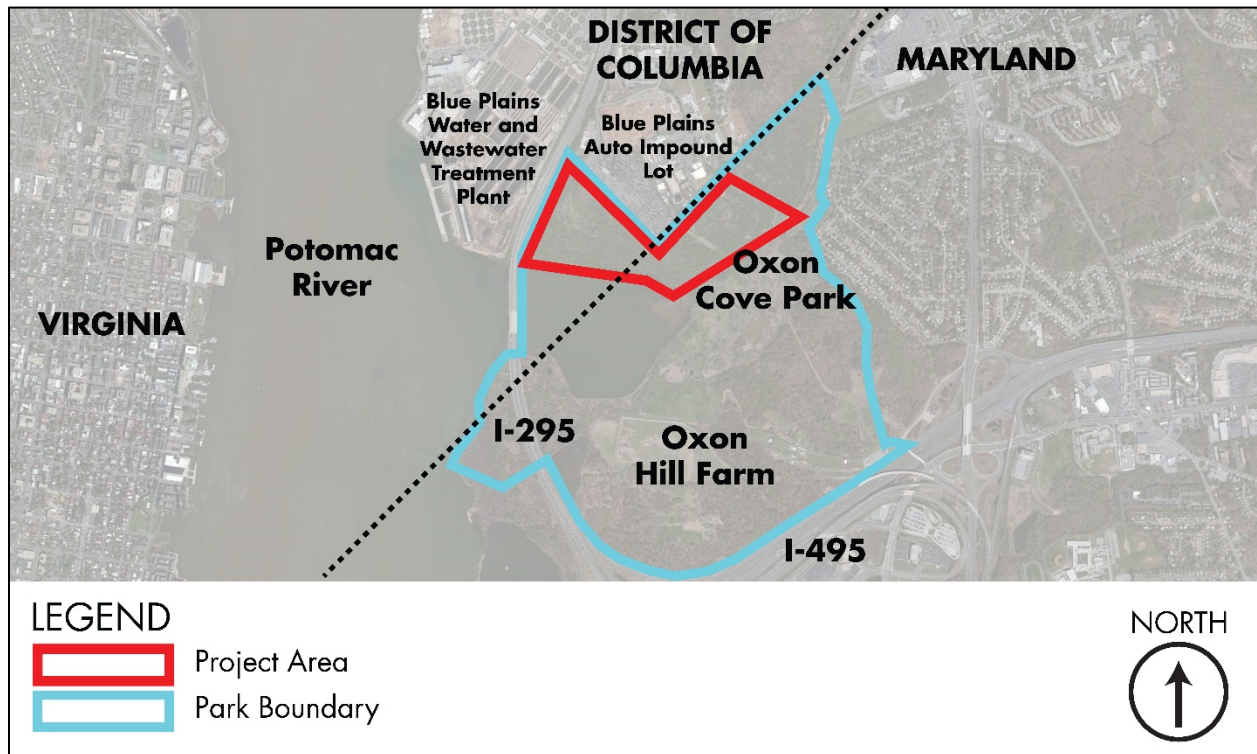 DISTRICT OF
COLUMBIA
MARYLAND
Blue Plains
Water and
Wastewater
Treatment
Plant
Blue Plains
Auto Impound
Lot
Potomac
River
VIRGINIA
Oxon
Cove Park
I-295
Oxon
Hill Farm
I-495
LEGEND
Project Area
Park Boundary
NORTH